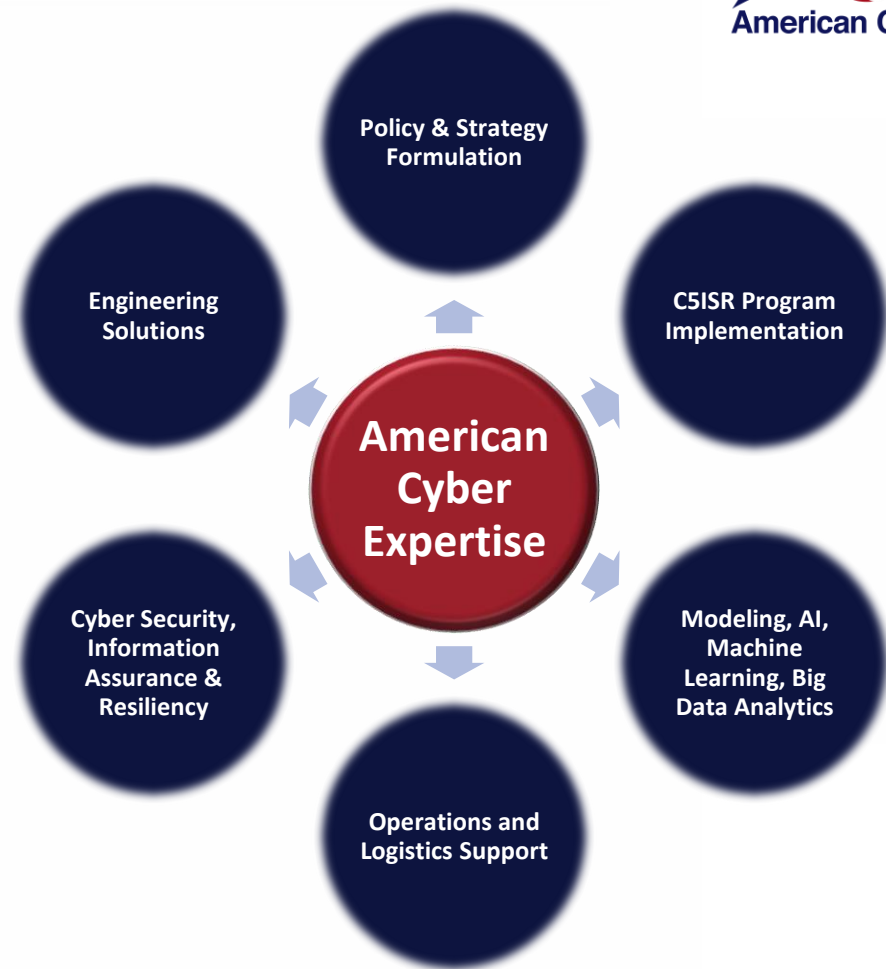 American C
Policy & Strategy
Formulation
Engineering
Solutions
C5ISR Program
Implementation
American
Cyber
Expertise
Cyber Security,
Information
Assurance &
Resiliency
Modeling, AI,
Machine
Learning, Big
Data Analytics
Operations and
Logistics Support